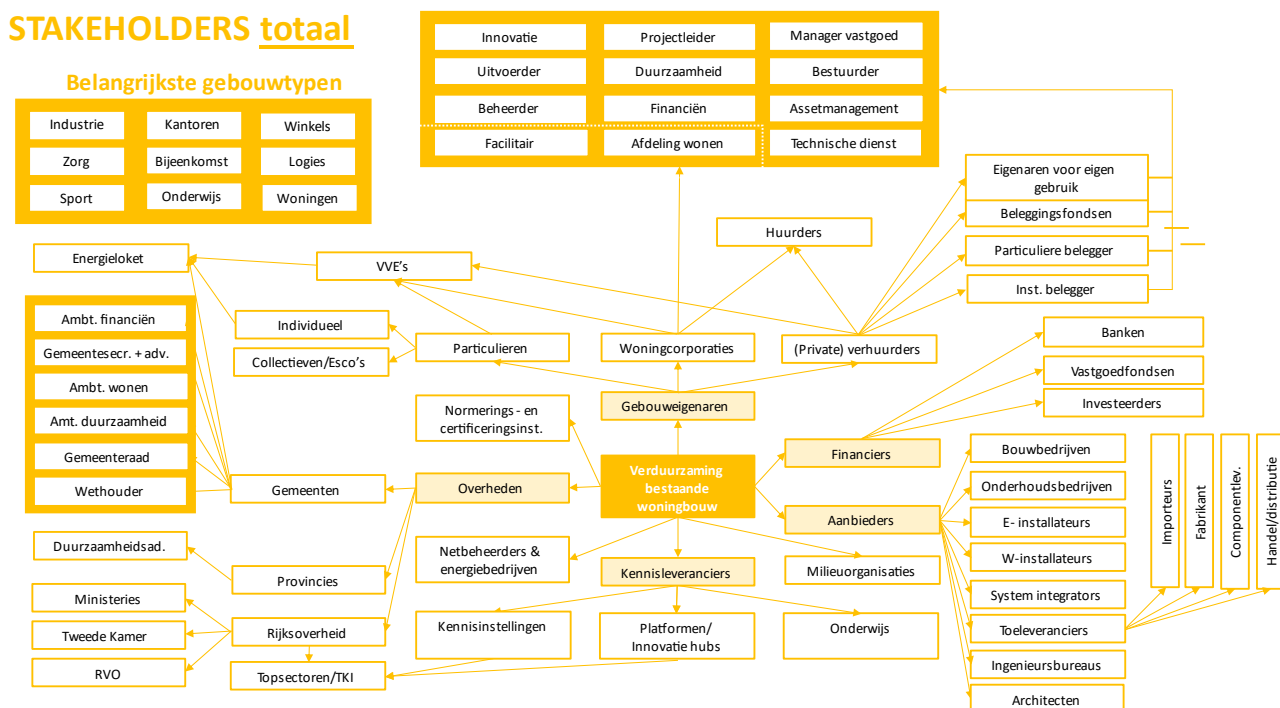 STAKEHOLDERS totaal
Belangrijkste gebouwtypen
Industrie
Kantoren
Winkels
Zorg
Bijeenkomst
Logies
Sport
Onderwijs
Woningen
Innovatie
Projectleider
Manager vastgoed
Uitvoerder
Duurzaamheid
Bestuurder
Beheerder
Financiën
Assetmanagement
Facilitair
Afdeling wonen
Technische dienst
Eigenaren voor eigen
gebruik
Beleggingsfondsen
Particuliere belegger
Inst. belegger
Huurders
Energieloket
VVE's
Ambt. financiën
Gemeentesecr. + adv.
Ambt. wonen
Amt. duurzaamheid
Gemeenteraad
Wethouder
Individueel
Collectieven/Esco's
Particulieren
Woningcorporaties
(Private) verhuurders
Banken
Vastgoedfondsen
Investeerders
Gebouweigenaren
Normerings - en
certificeringsinst.
Financiers
Verduurzaming
bestaande
woningbouw
Gemeenten
Overheden
Aanbieders
Bouwbedrijven
Onderhoudsbedrijven
E- installateurs
W-installateurs
System integrators
Toeleveranciers
Ingenieursbureaus
Architecten
Importeurs
Fabrikant
Componentlev.
Handel/distributie
Duurzaamheidsad.
Provincies
Netbeheerders &
energiebedrijven
Kennisleveranciers
Milieuorganisaties
Ministeries
Tweede Kamer
RVO
Rijksoverheid
Topsectoren/TKI
Kennisinstellingen
Platformen/
Innovatie hubs
Onderwijs